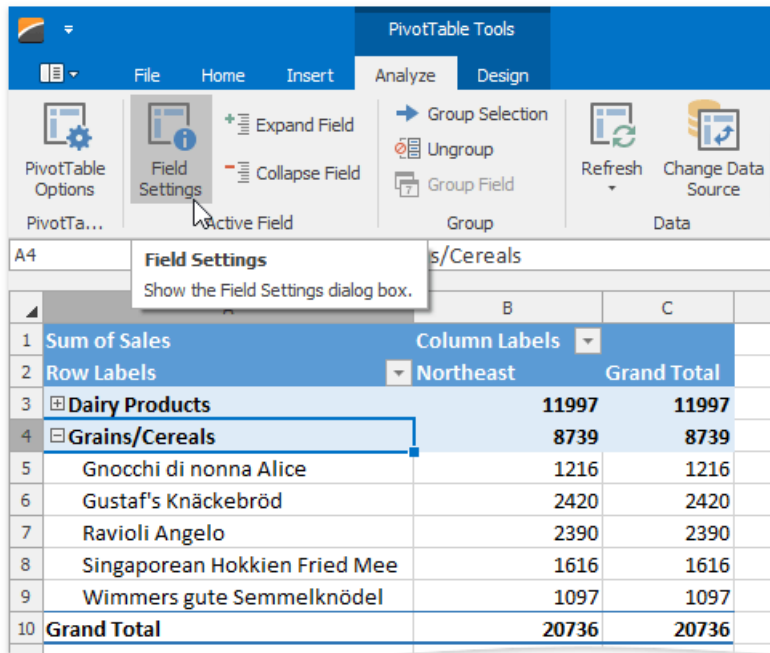 PivotTable Tools
File Home Insert Analyze Design
PivotTable Options
Field Settings
Expand Field
Collapse Field
Group Selection
Ungroup
7 Group Field
Refresh
Change Data Source
PivotTa... Active Field Group Data
A4 s/Cereals
Field Settings
Show the Field Settings dialog box.
B C
1 Sum of Sales Column Labels
2 Row Labels Northeast Grand Total
3 Dairy Products 11997 11997
4 Grains/Cereals 8739 8739
5 Gnocchi di nonna Alice 1216 1216
6 Gustaf's Knäckebröd 2420 2420
7 Ravioli Angelo 2390 2390
8 Singaporean Hokkien Fried Mee 1616 1616
9 Wimmers gute Semmelknödel 1097 1097
10 Grand Total 20736 20736